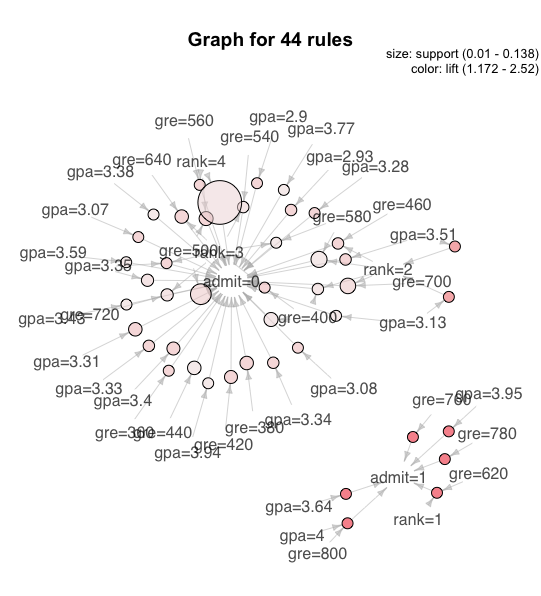 Graph for 44 rules
size: support (0.01 - 0.138)
color: lift (1.172 - 2.52)
gpa=2.9
gre=560
gpa=3.77
gre=540
gpa=2.93
gre=640
rank=4
gpa=3.28
gpa=3.38
gre=460
gpa=3.07
gre=580
gpa=3.51
gre=500
rank=3
gpa=3.59
gpa=3.35
rank=2
admit=0
gre=700
gre=720
gre=400
gpa=3.13
gpa=3.31
gpa=3.33
gpa=3.08
gpa=3.4
gpa=3.95
gre=760
gpa=3.34
gre=380
gre=440
gre=780
gre=420
gpa=3.94
gre=620
admit=1
gpa=3.64
rank=1
gpa=4
gre=800